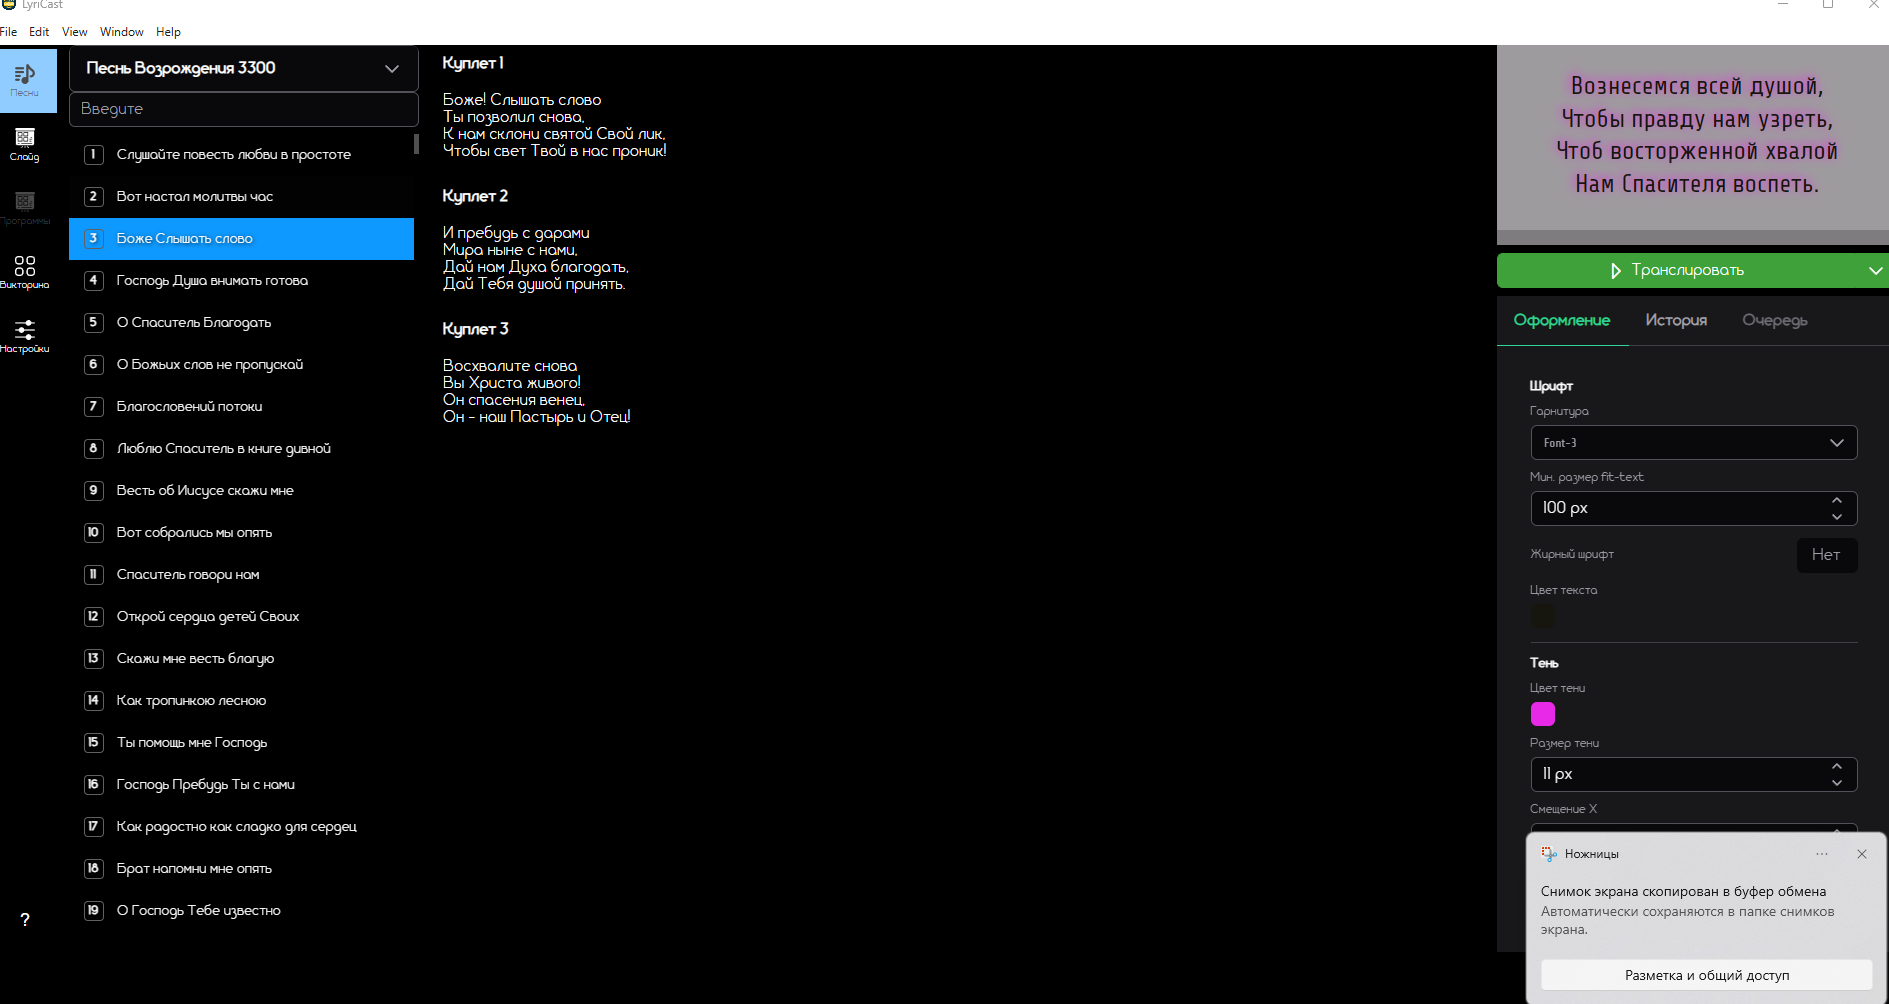 LyriCast
File Edit View Window Help
Песни
Слайд
Программы
Викторина
Настройки
?
Песнь Возрождения 3300
Введите
1 Слушайте повесть любви в простоте
2 Вот настал молитвы час
3 Боже Слышать слово
4 Господь Душа внимать готова
5 О Спаситель Благодать
6 О Божьих слов не пропускай
7 Благословений потоки
8 Люблю Спаситель в книге дивной
9 Весть об Иисусе скажи мне
10 Вот собрались мы опять
11 Спаситель говори нам
12 Открой сердца детей Своих
13 Скажи мне весть благую
14 Как тропинкою лесною
15 Ты помощь мне Господь
16 Господь Пребудь Ты с нами
17 Как радостно как сладко для сердец
18 Брат напомни мне опять
19 О Господь Тебе известно
Куплет 1
Боже! Слышать слово
Ты позволил снова,
К нам склони святой Свой лик,
Чтобы свет Твой в нас проник!
Куплет 2
И пребудь с дарами
Мира ныне с нами,
Дай нам Духа благодать,
Дай Тебя душой принять.
Куплет 3
Восхвалите снова
Вы Христа живого!
Он спасения венец,
Он - наш Пастырь и Отец!
Вознесемся всей душой,
Чтобы правду нам узреть,
Чтоб восторженной хвалой
Нам Спасителя воспеть.
Транслировать
Оформление История Очередь
Шрифт
Гарнитура
Font-3
Мин. размер fit-text
100 px
Жирный шрифт Нет
Цвет текста
Тень
Цвет тени
Размер тени
11 px
Смещение X
Ножницы
Снимок экрана скопирован в буфер обмена
Автоматически сохраняются в папке снимков
экрана.
Разметка и общий доступ